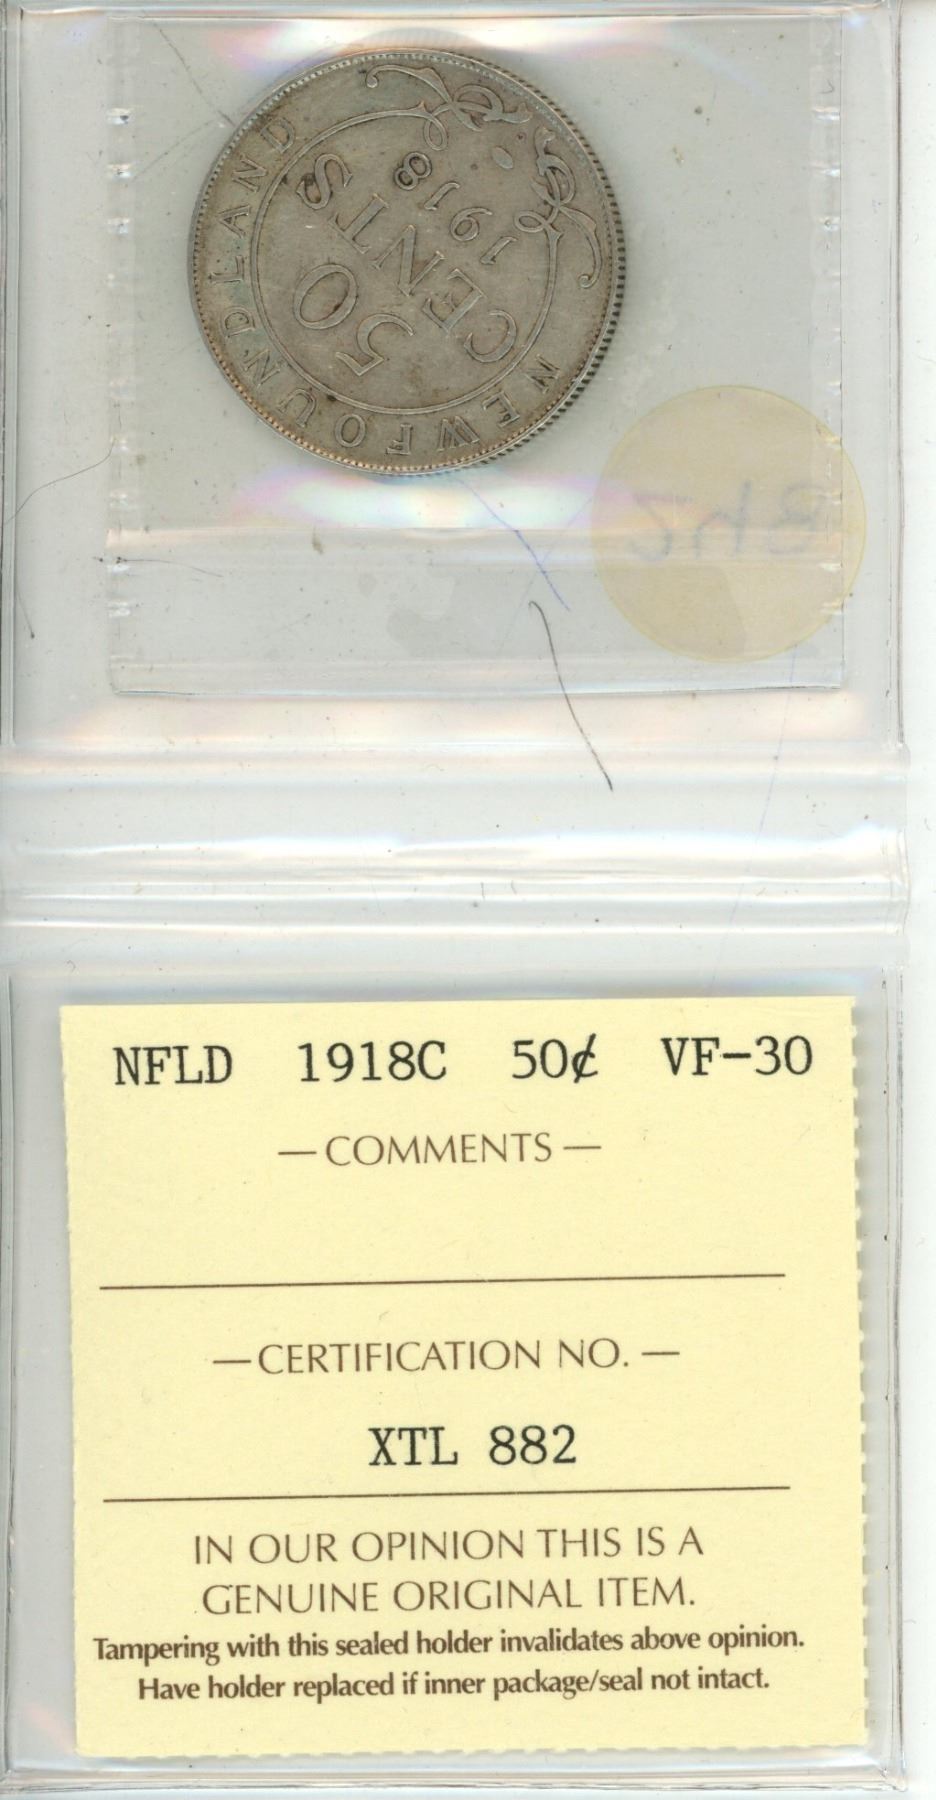 NEWFOUNDLAND
50
CENTS
1918
248
NFLD 1918C 50¢ VF-30
—COMMENTS—
—CERTIFICATION NO.—
XTL 882
IN OUR OPINION THIS IS A
GENUINE ORIGINAL ITEM.
Tampering with this sealed holder invalidates above opinion.
Have holder replaced if inner package/seal not intact.